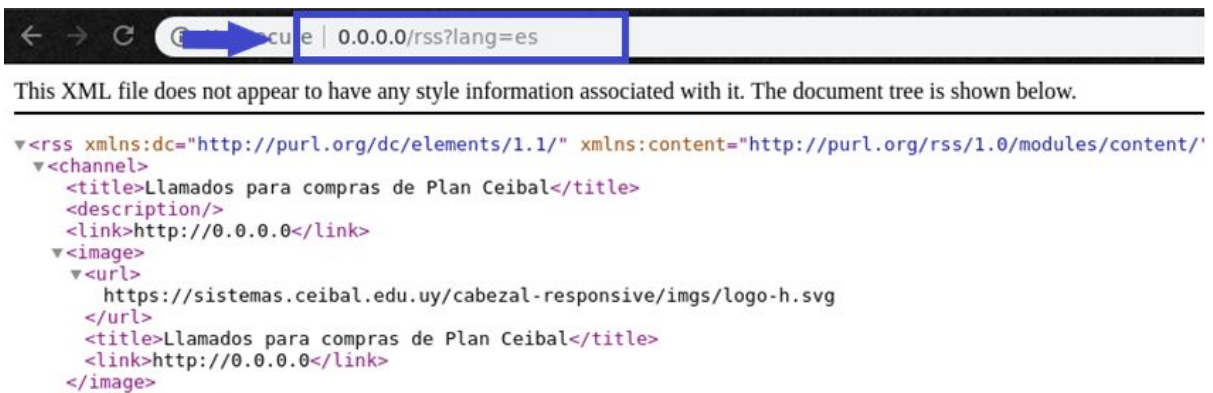 0.0.0.0/rss?lang=es
This XML file does not appear to have any style information associated with it. The document tree is shown below.
▼<rss xmlns:dc="http://purl.org/dc/elements/1.1/" xmlns:content="http://purl.org/rss/1.0/modules/content/"
▼<channel>
<title>Llamados para compras de Plan Ceibal</title>
<description/>
<link>http://0.0.0.0</link>
▼<image>
▼<url>
https://sistemas.ceibal.edu.uy/cabezal-responsive/imgs/logo-h.svg
</url>
<title>Llamados para compras de Plan Ceibal</title>
<link>http://0.0.0.0</link>
</image>